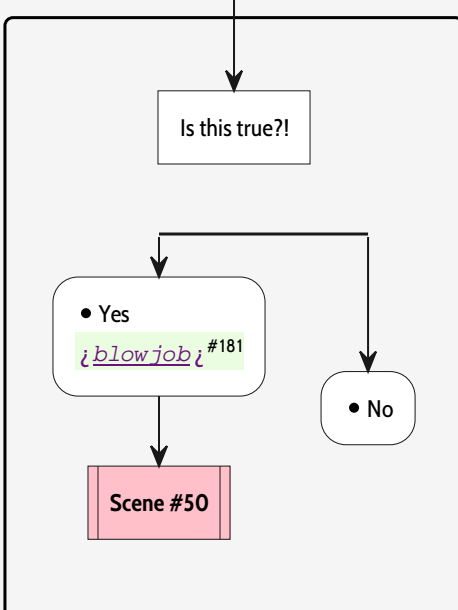 Is this true?!
• Yes
¿blowjob¿#181
• No
Scene #50